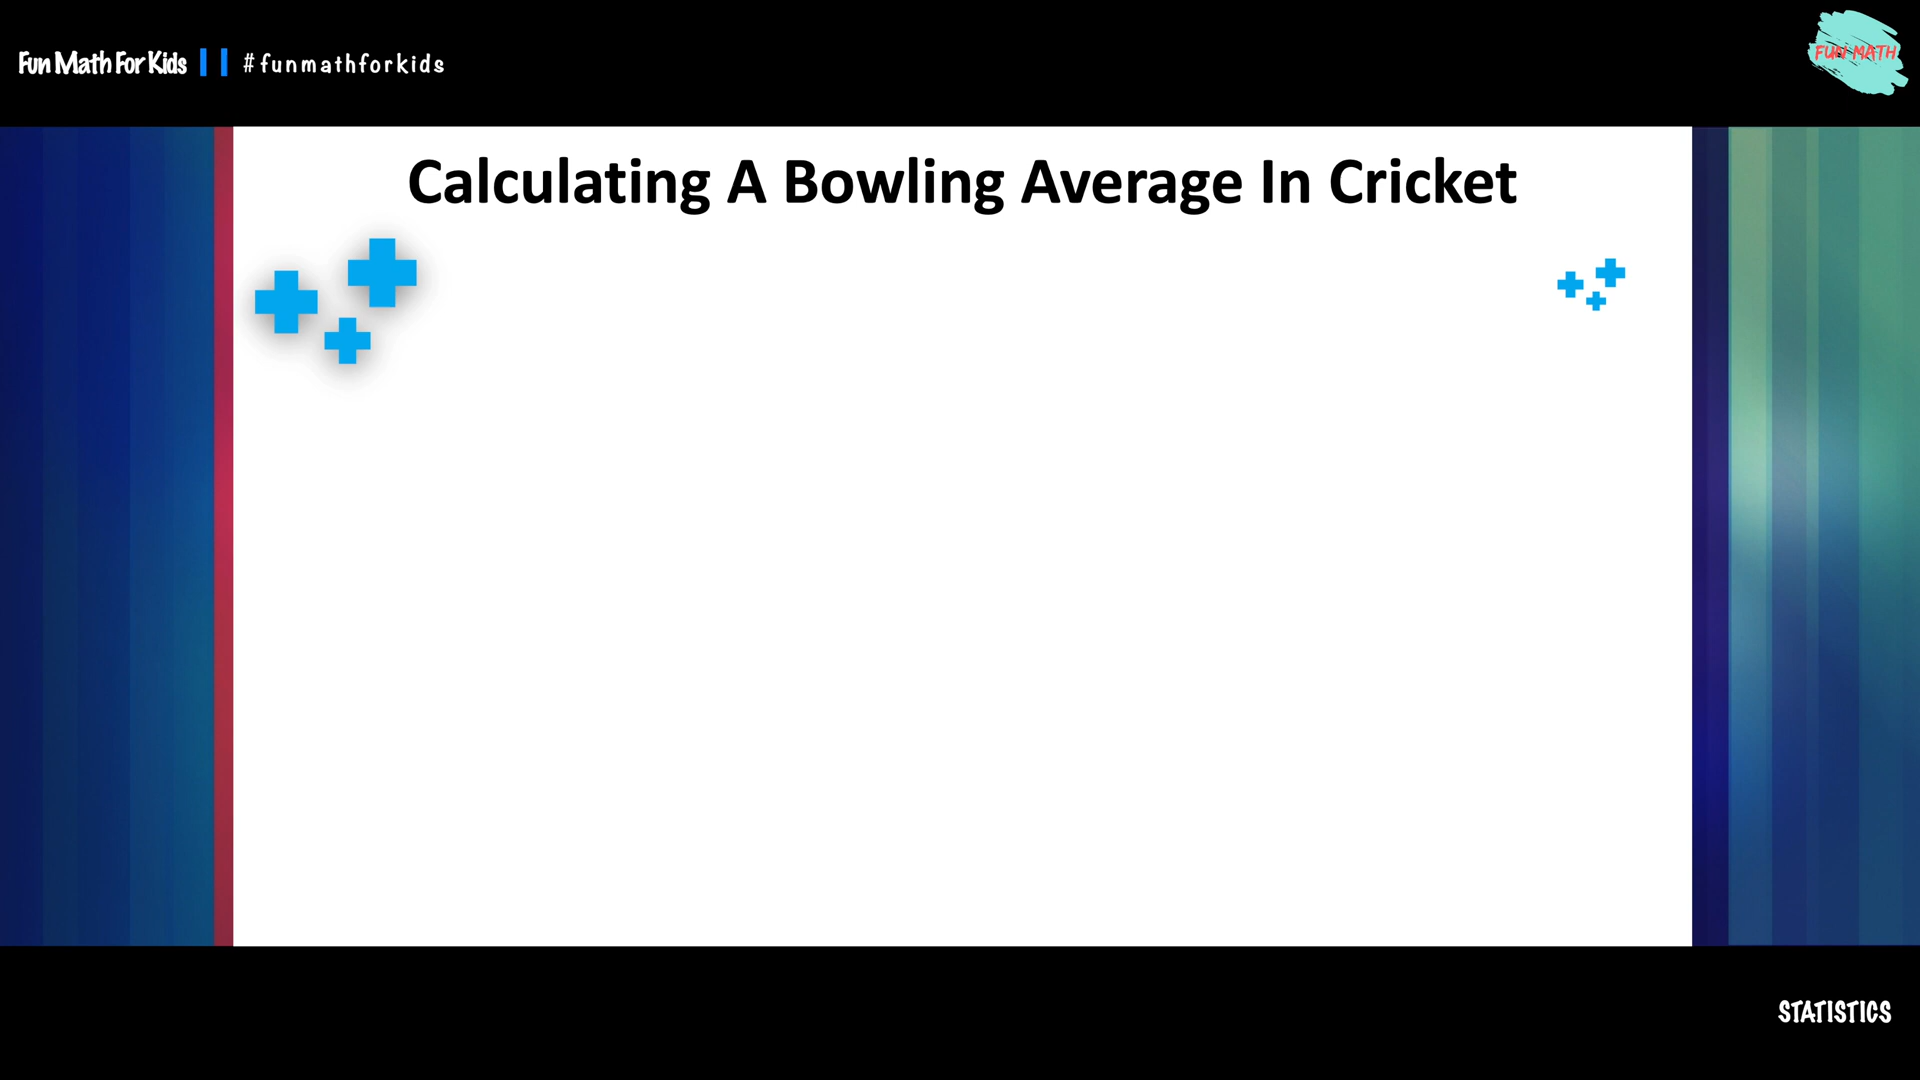 Fun Math For Kids || #funmathforkids
FUN MATH
Calculating A Bowling Average In Cricket
STATISTICS